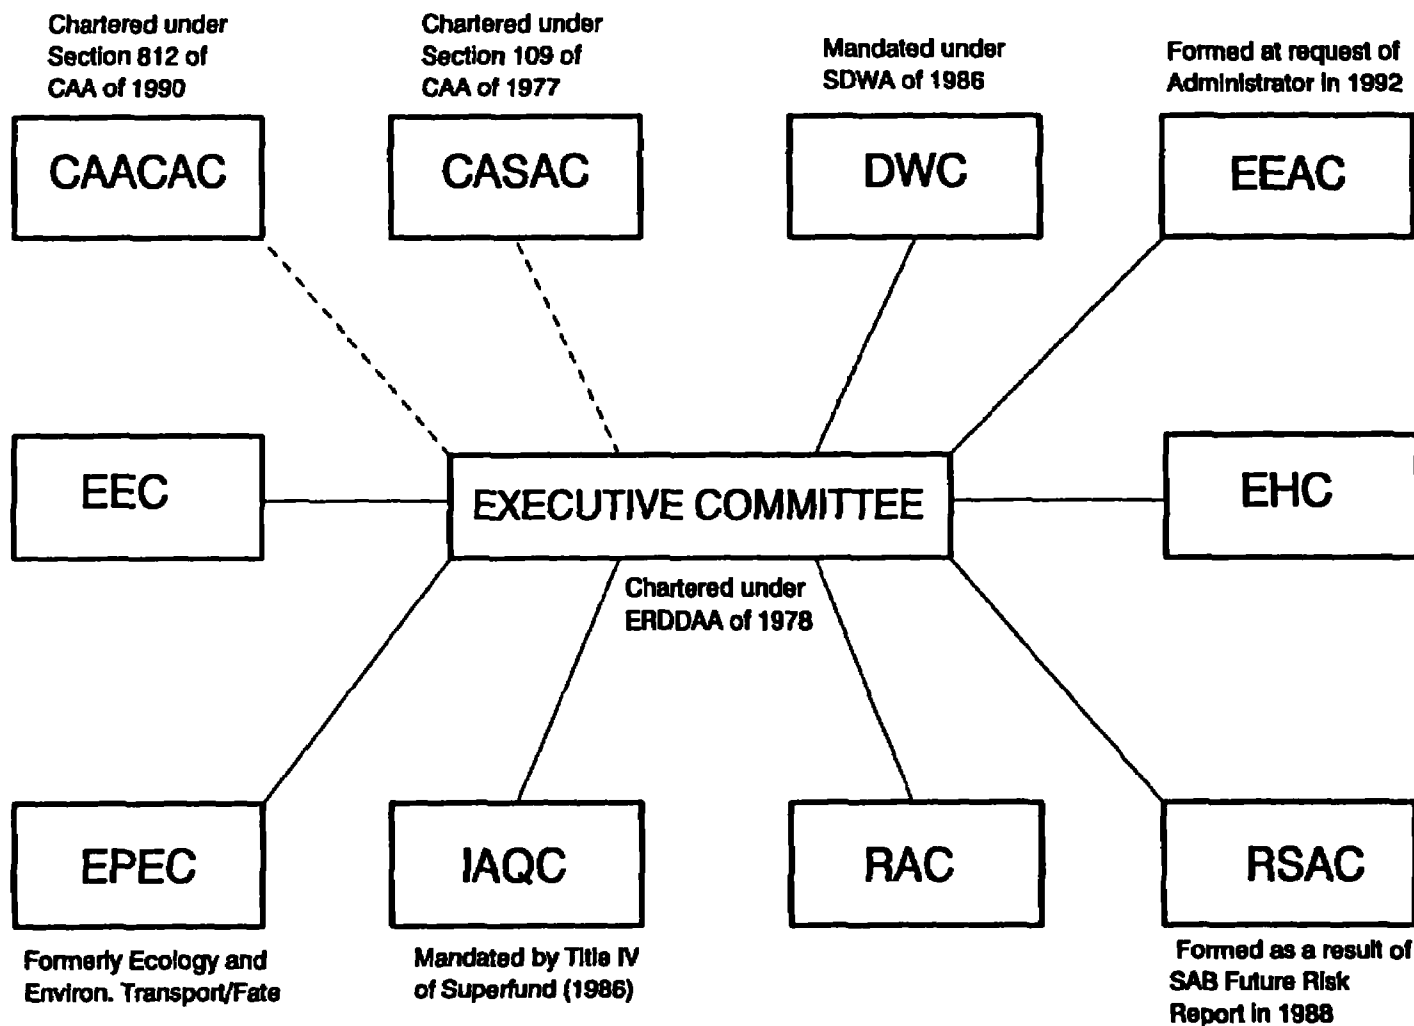 Chartered under
Section 812 of
CAA of 1990
CAACAC
Chartered under
Section 109 of
CAA of 1977
CASAC
Mandated under
SDWA of 1986
DWC
Formed at request of
Administrator in 1992
EEAC
EEC
EXECUTIVE COMMITTEE
Chartered under
ERDDAA of 1978
EHC
EPEC
Formerly Ecology and
Environ. Transport/Fate
IAQC
Mandated by Title IV
of Superfund (1986)
RAC
RSAC
Formed as a result of
SAB Future Risk
Report in 1988